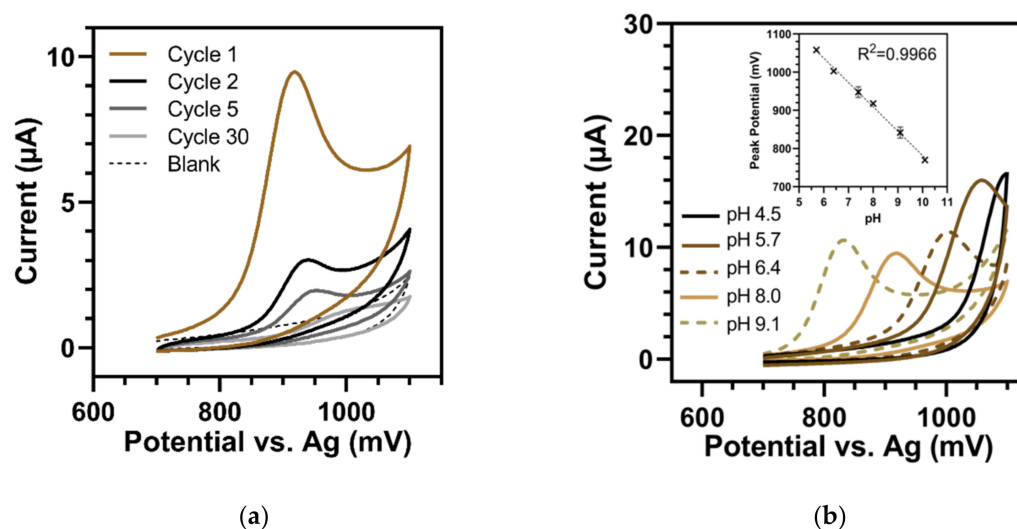 10
5
0
Current (µA)
Cycle 1
Cycle 2
Cycle 5
Cycle 30
Blank
600 800 1000
Potential vs. Ag (mV)
(a)
30
20
10
0
Current (µA)
1100
1000
900
800
700
Peak Potential (mV)
R²=0.9966
5 6 7 8 9 10 11
pH
pH 4.5
pH 5.7
pH 6.4
pH 8.0
pH 9.1
600 800 1000
Potential vs. Ag (mV)
(b)